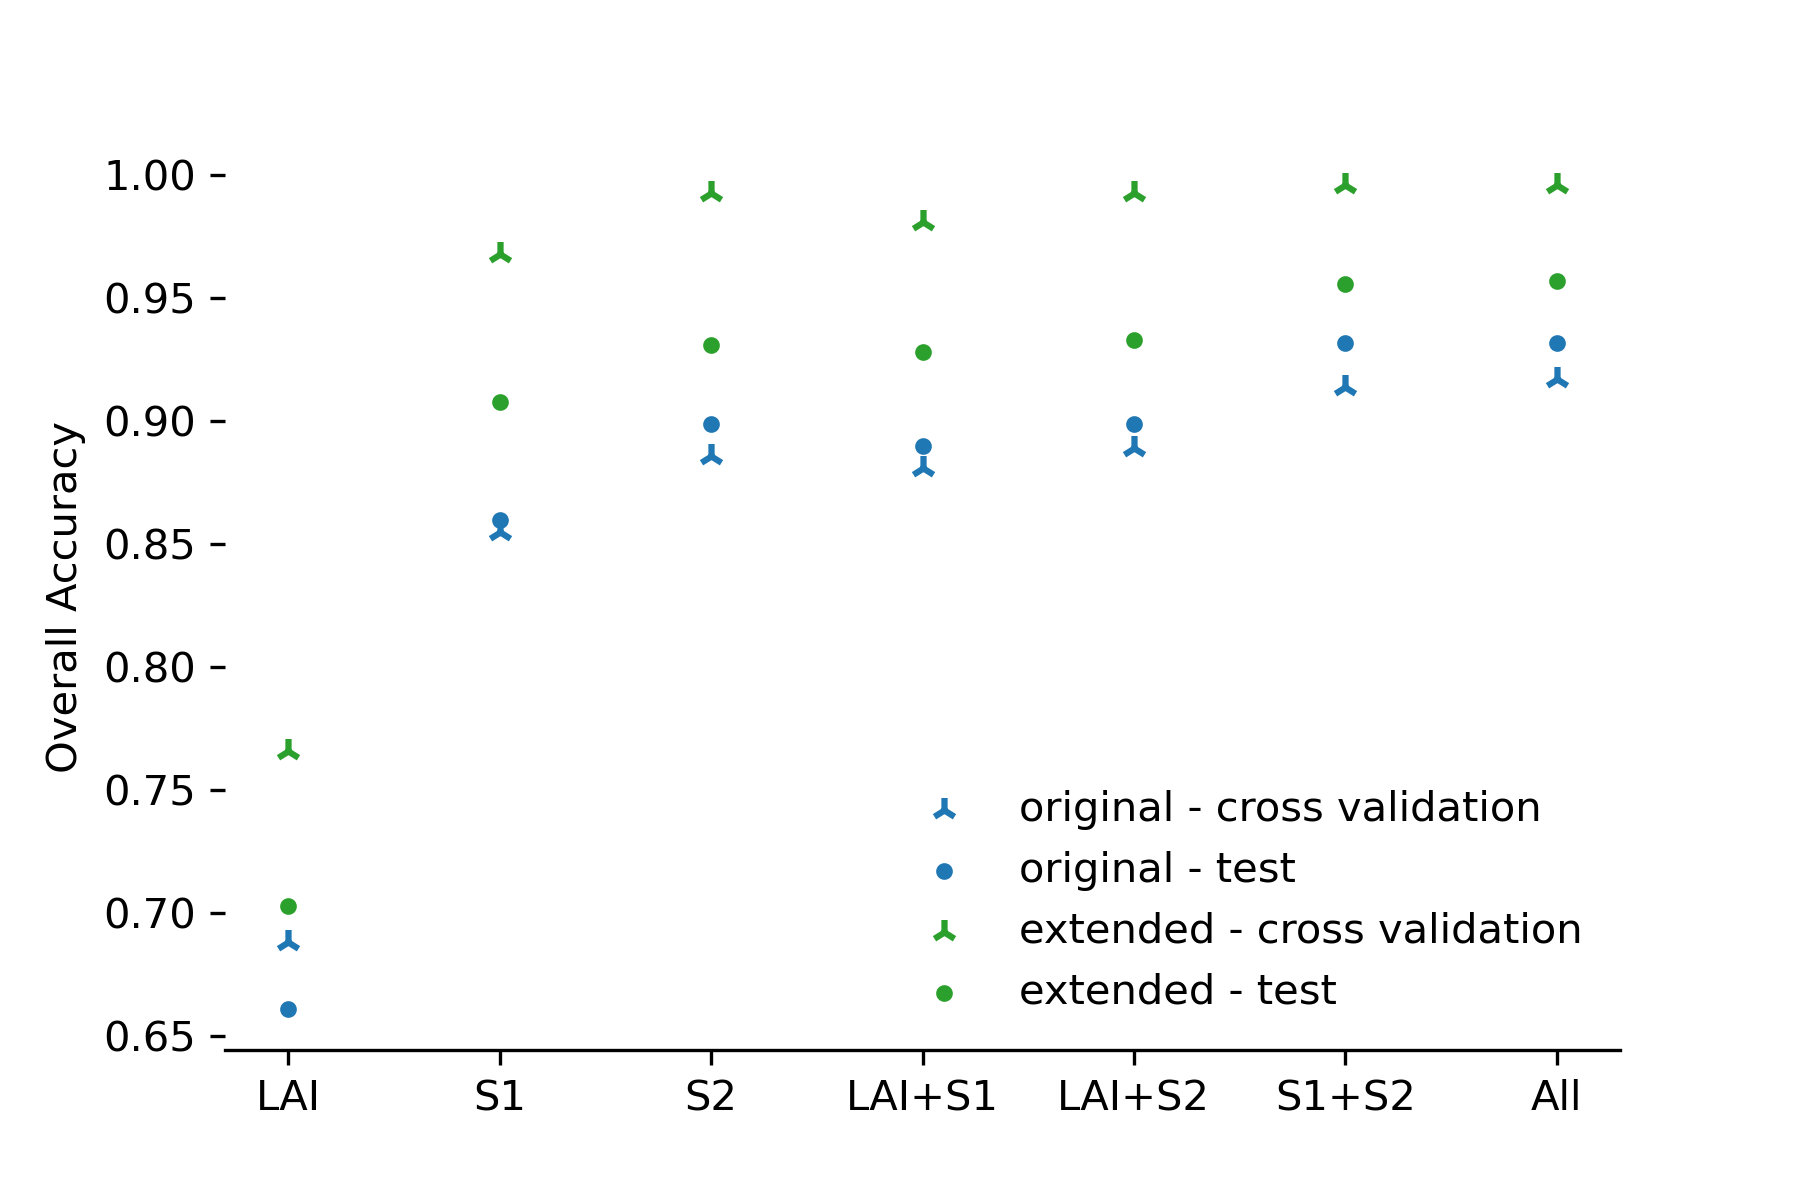 1.00
0.95
0.90
0.85
0.80
0.75
0.70
0.65
Overall Accuracy
original - cross validation
original - test
extended - cross validation
extended - test
LAI S1 S2 LAI+S1 LAI+S2 S1+S2 All